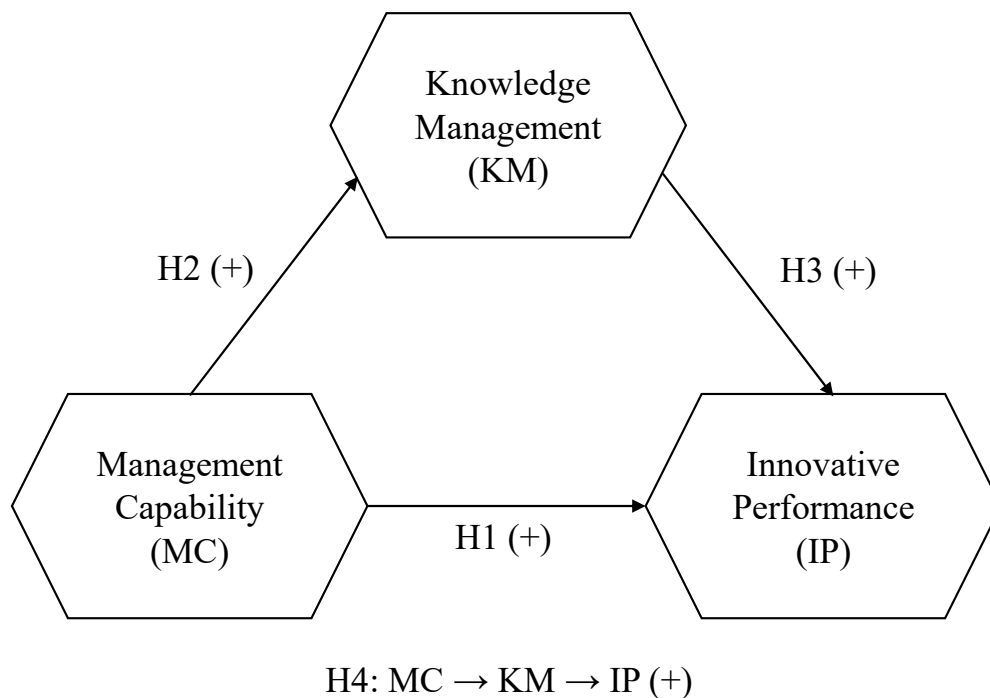 Knowledge
Management
(KM)
H2 (+)
H3 (+)
Management
Capability
(MC)
H1 (+)
Innovative
Performance
(IP)
H4: MC → KM → IP (+)